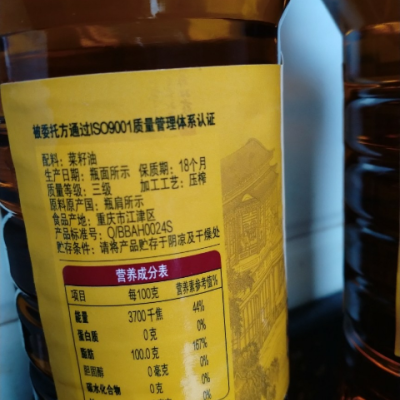 被委托方通过ISO9001质量管理体系认证
配料：菜籽油
生产日期：瓶面所示 保质期：18个月
质量等级：三级 加工工艺：压榨
原料原产国：瓶肩所示
食品产地：重庆市江津区
产品标准号：Q/BBAH0024S
贮存条件：请将产品贮存于阴凉及干燥处
营养成分表
项目 每100克 营养素参考值%
能量 3700千焦 44%
蛋白质 0克 0%
脂肪 100.0克 167%
胆固醇 0毫克 0%
碳水化合物 0克 0%